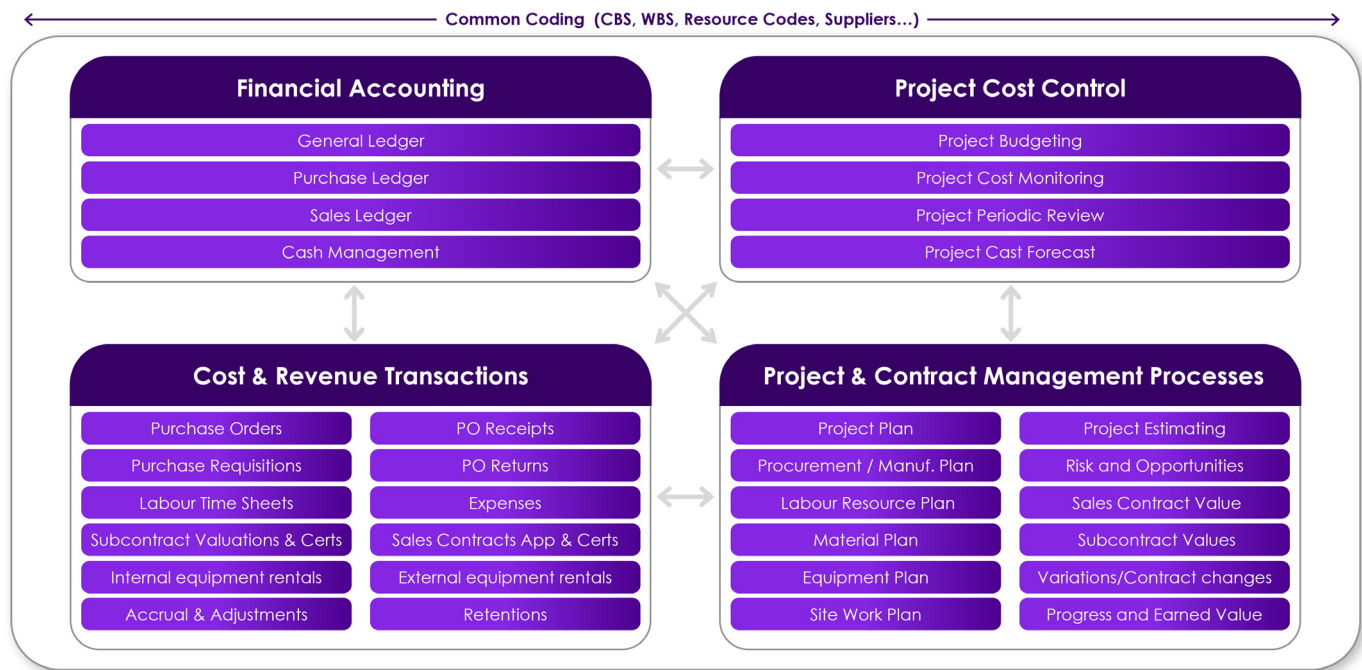 Common Coding (CBS, WBS, Resource Codes, Suppliers...)
Financial Accounting
General Ledger
Purchase Ledger
Sales Ledger
Cash Management
Project Cost Control
Project Budgeting
Project Cost Monitoring
Project Periodic Review
Project Cast Forecast
Cost & Revenue Transactions
Purchase Orders
PO Receipts
Purchase Requisitions
PO Returns
Labour Time Sheets
Expenses
Subcontract Valuations & Certs
Sales Contracts App & Certs
Internal equipment rentals
External equipment rentals
Accrual & Adjustments
Retentions
Project & Contract Management Processes
Project Plan
Project Estimating
Procurement / Manuf. Plan
Risk and Opportunities
Labour Resource Plan
Sales Contract Value
Material Plan
Subcontract Values
Equipment Plan
Variations/Contract changes
Site Work Plan
Progress and Earned Value